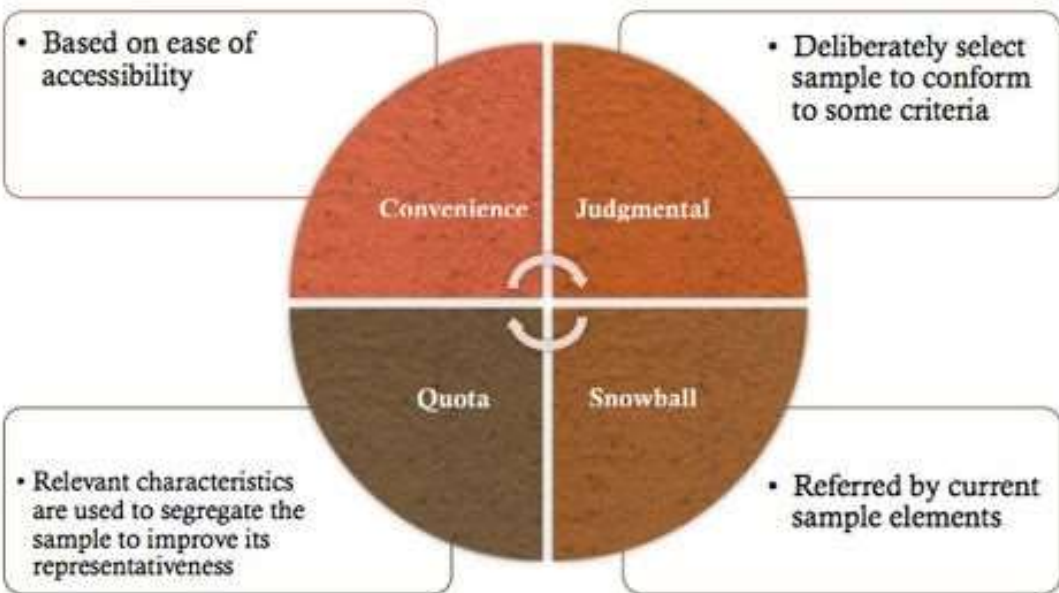 • Based on ease of
accessibility
• Deliberately select
sample to conform
to some criteria
Convenience
Judgmental
Quota
Snowball
• Relevant characteristics
are used to segregate the
sample to improve its
representativeness
• Referred by current
sample elements